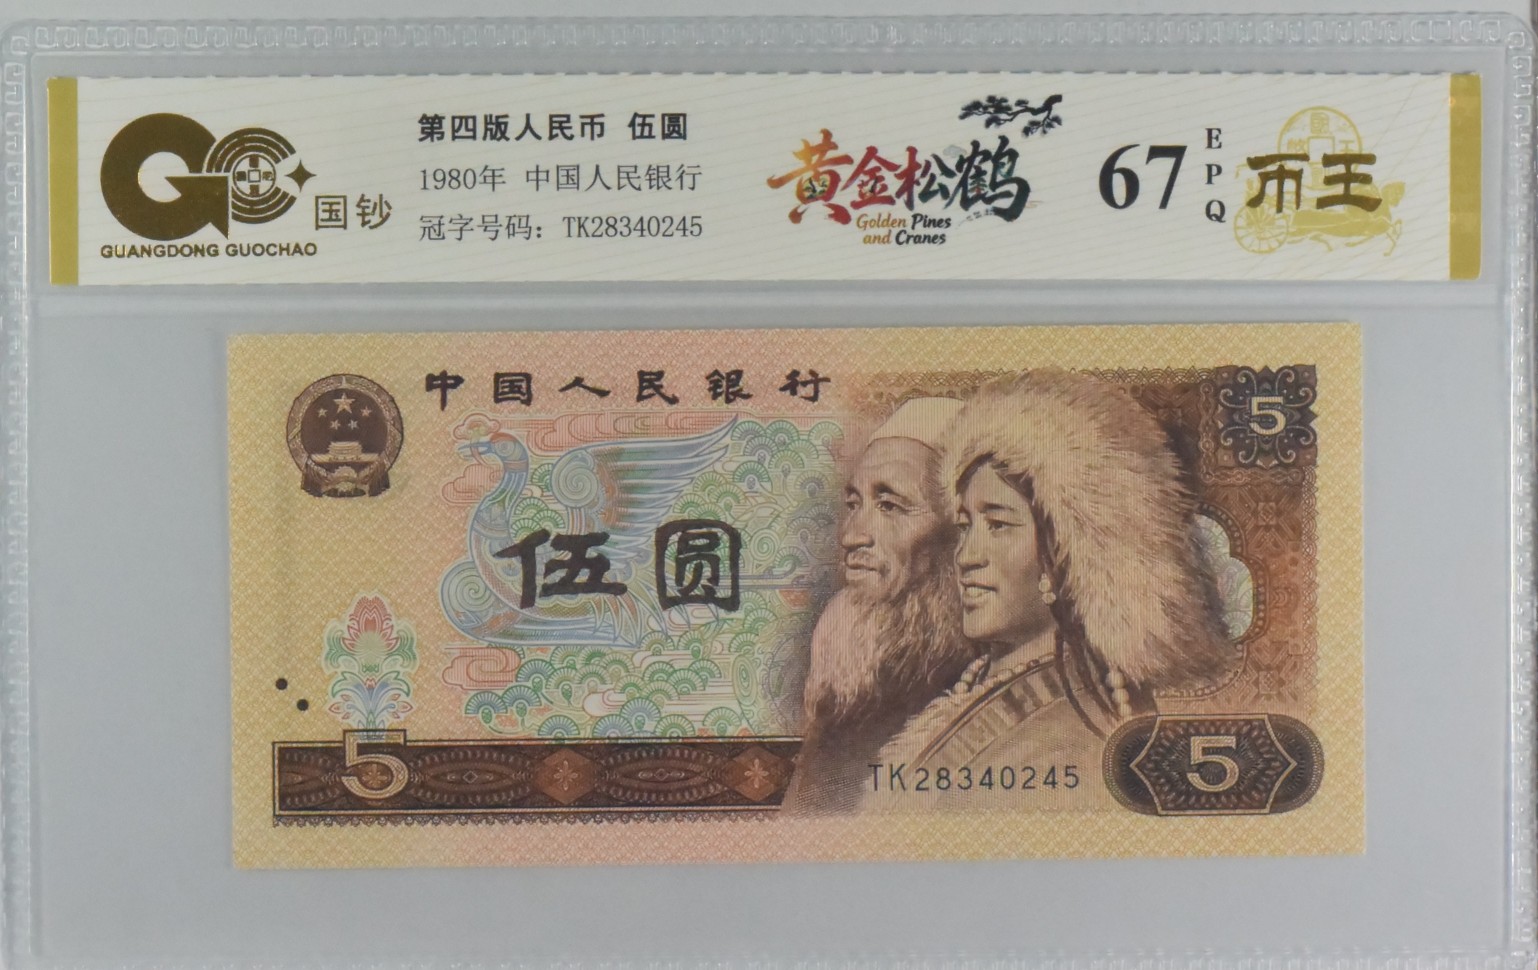 第四版人民币 伍圆
1980年 中国人民银行
冠字号码：TK28340245
国钞
GUANGDONG GUOCHAO
黄金松鹤
Golden Pines
and Cranes
67
EPQ
币王
中国人民银行
5
伍圆
5
TK28340245
5